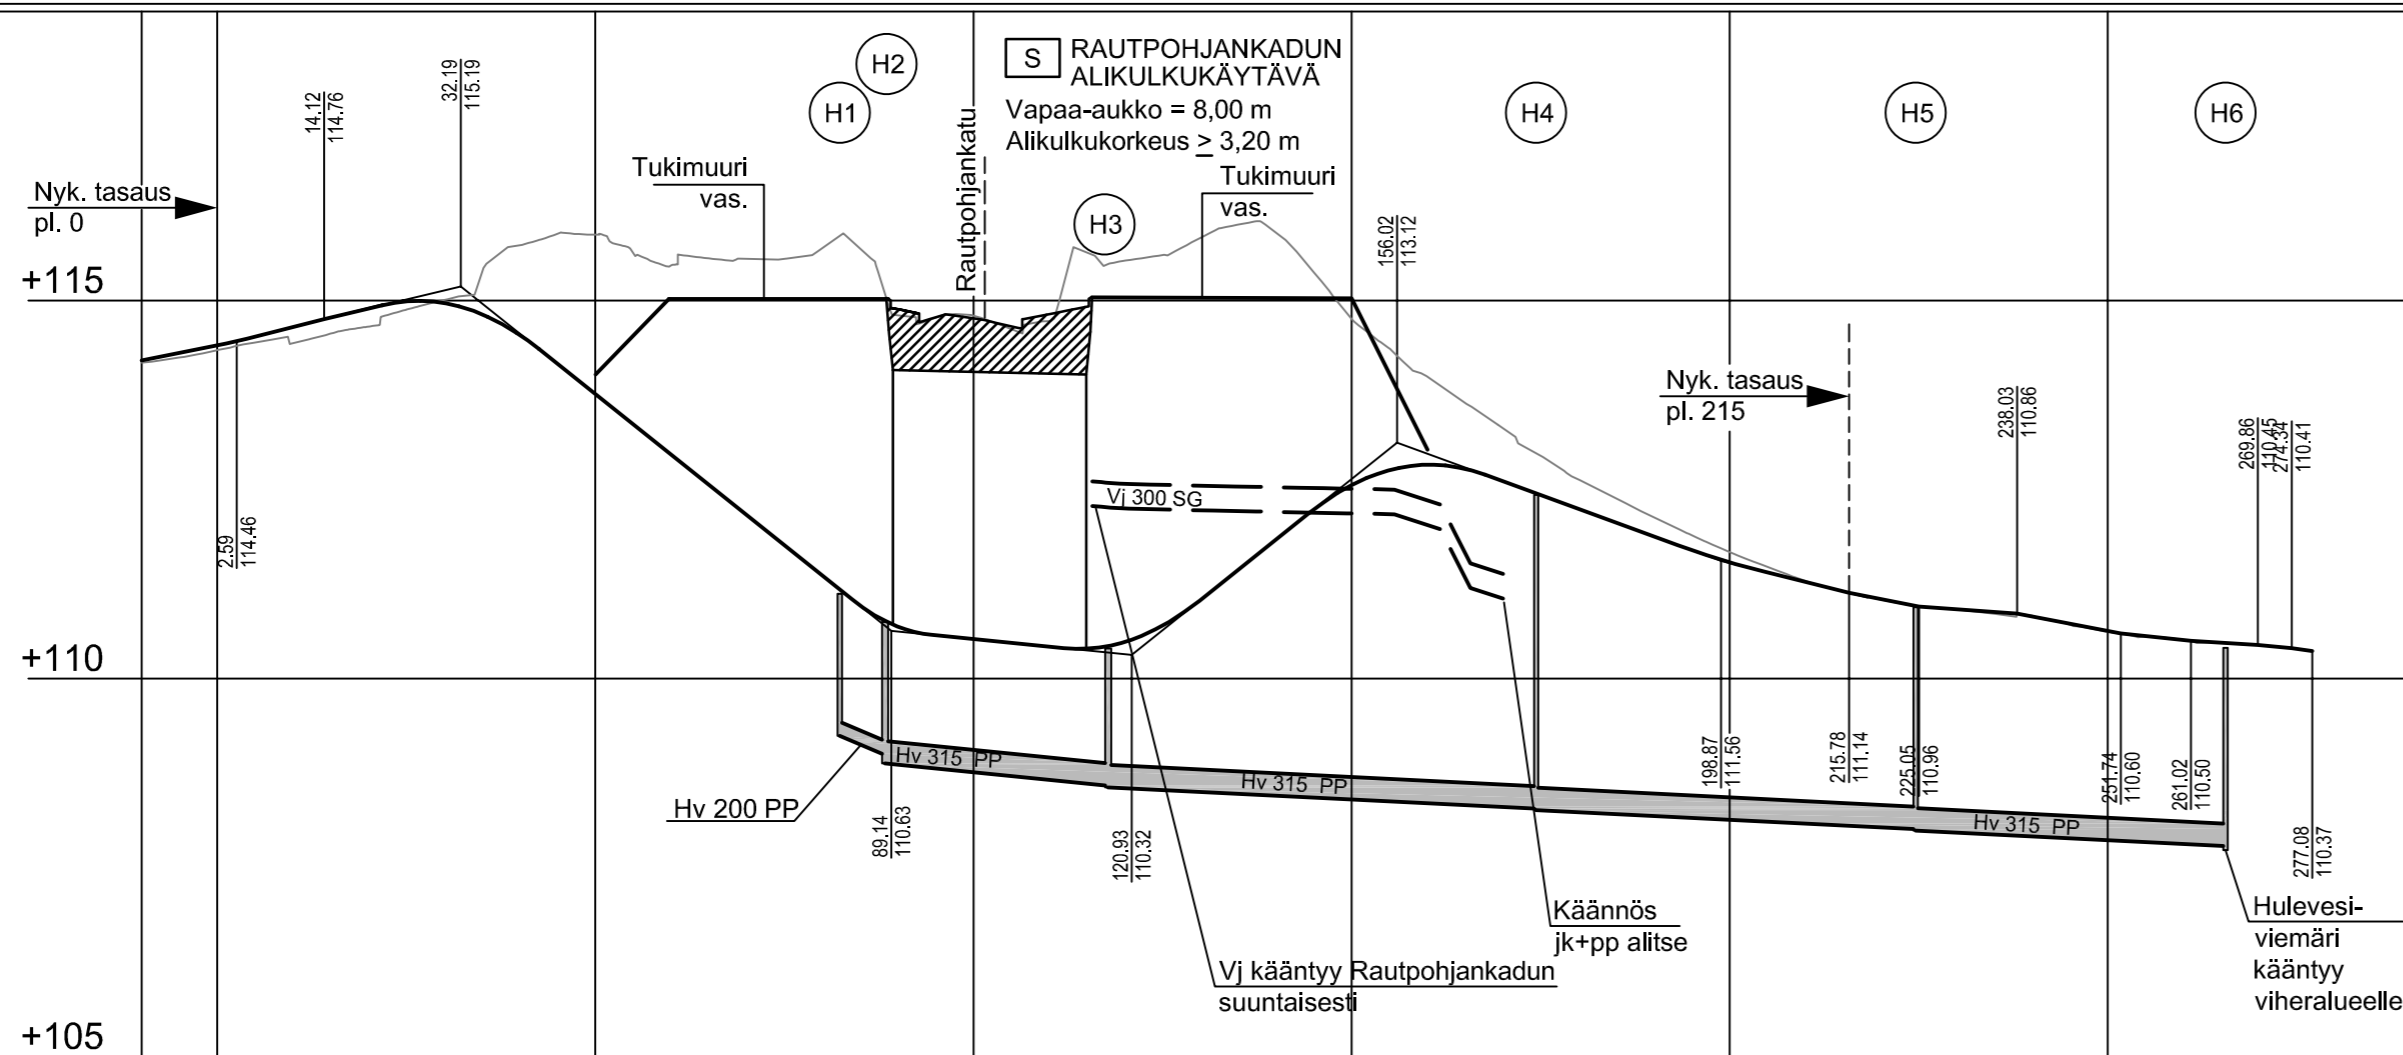 H2
S
RAUTPOHJANKADUN
ALIKULKUKÄYTÄVÄ
Vapaa-aukko = 8,00 m
Alikulkukorkeus ≥ 3,20 m
H1
H4
H5
H6
14.12
114.76
32.19
115.19
Rautpohjankatu
Tukimuuri
vas.
Tukimuuri
vas.
H3
Nyk. tasaus
pl. 0
156.02
113.12
+115
Nyk. tasaus
pl. 215
238.03
110.86
269.86
110.45
274.34
110.41
Vj 300 SG
2.59
114.46
+110
Hv 315 PP
Hv 315 PP
Hv 315 PP
198.87
111.56
215.78
111.14
225.05
110.96
251.74
110.60
261.02
110.50
Hv 200 PP
89.14
110.63
120.93
110.32
277.08
110.37
Käännös
jk+pp alitse
Hulevesi-
viemäri
kääntyy
viheralueelle
Vj kääntyy Rautpohjankadun
suuntaisesti
+105